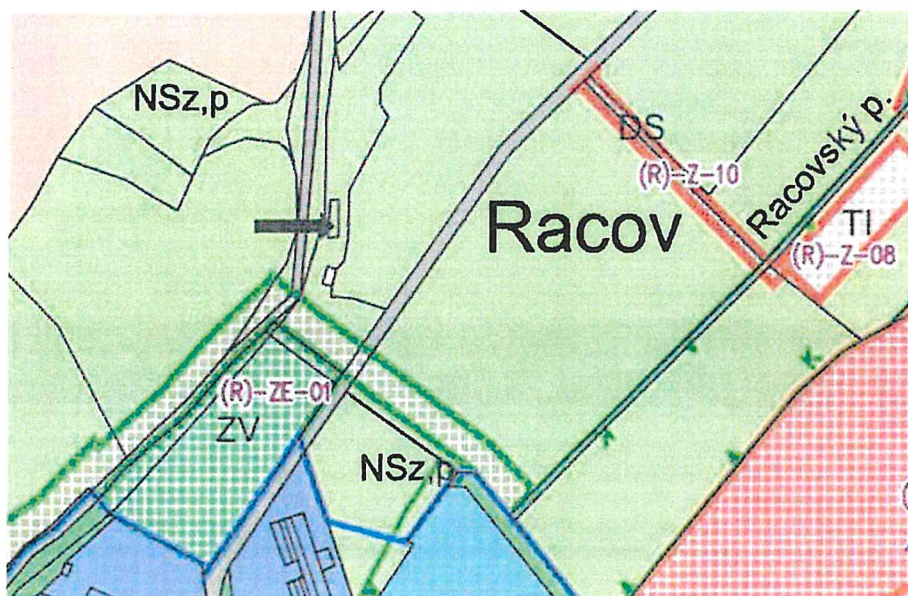 NSz,p
DS
(R)-Z-10
Racovský p.
Racov
TI
(R)-Z-08
(R)-ZE-01
ZV
NSz,p